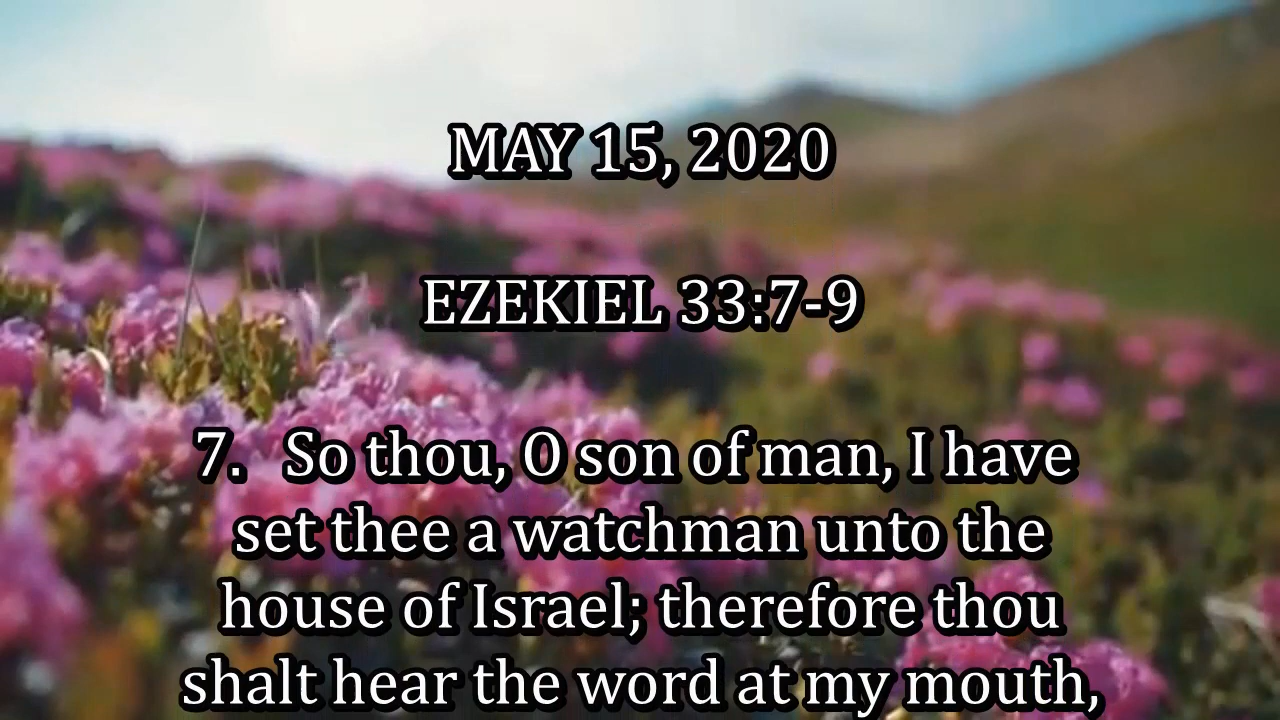 MAY 15, 2020
EZEKIEL 33:7-9
7. So thou, O son of man, I have
set thee a watchman unto the
house of Israel; therefore thou
shalt hear the word at my mouth,